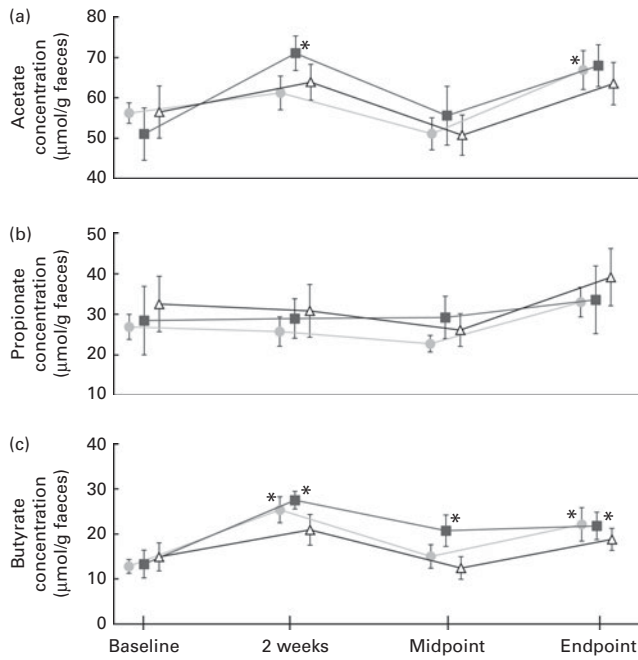 (a)
Acetate
concentration
(μmol/g faeces)
80
70
60
50
40
*
*
(b)
Propionate
concentration
(μmol/g faeces)
50
40
30
20
10
(c)
Butyrate
concentration
(μmol/g faeces)
40
30
20
10
0
* *
*
* *
Baseline 2 weeks Midpoint Endpoint